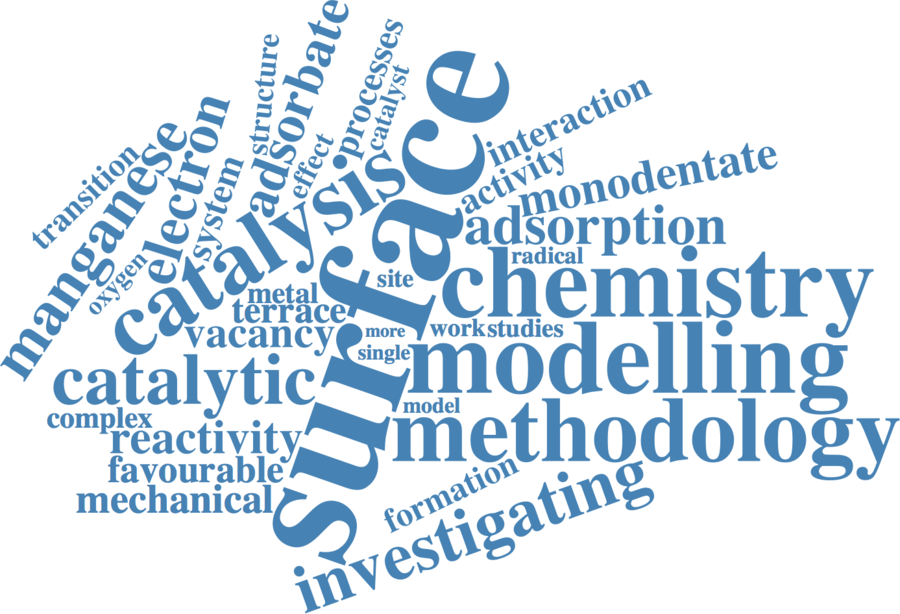 adsorbate
structure
processes
catalyst
surface
electron
effect
interaction
transition
manganese
system
activity
monodentate
catalysis
adsorption
oxygen
radical
site
chemistry
metal
terrace
vacancy
more
work
studies
single
modelling
catalytic
model
complex
methodology
reactivity
favourable
formation
mechanical
investigating